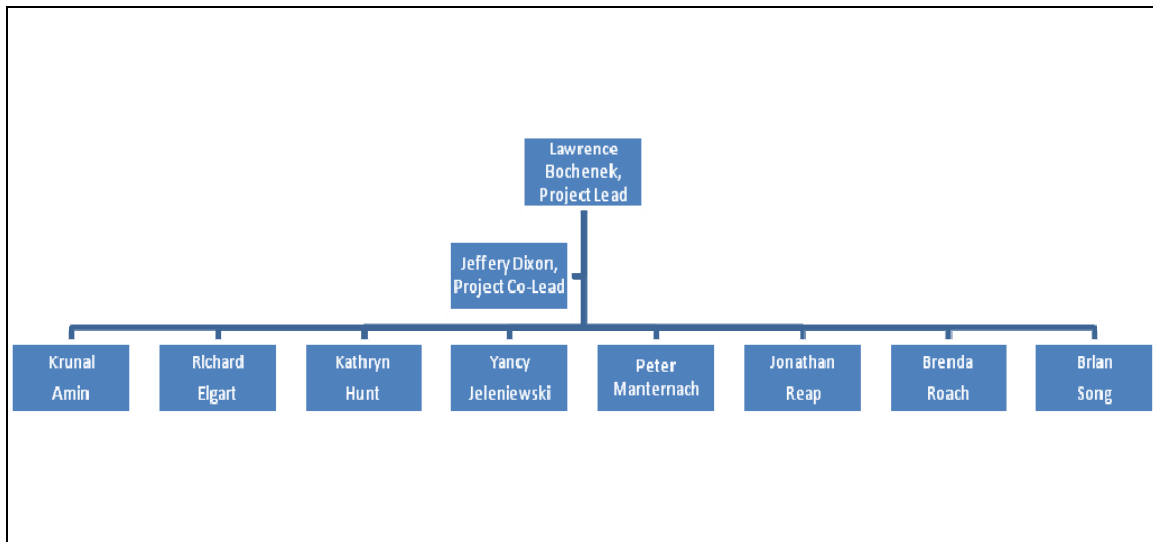 Lawrence
Bochenek,
Project Lead
Jeffery Dixon,
Project Co-Lead
Krunal
Amin
Richard
Elgart
Kathryn
Hunt
Yancy
Jeleniewski
Peter
Manternach
Jonathan
Reap
Brenda
Roach
Brian
Song